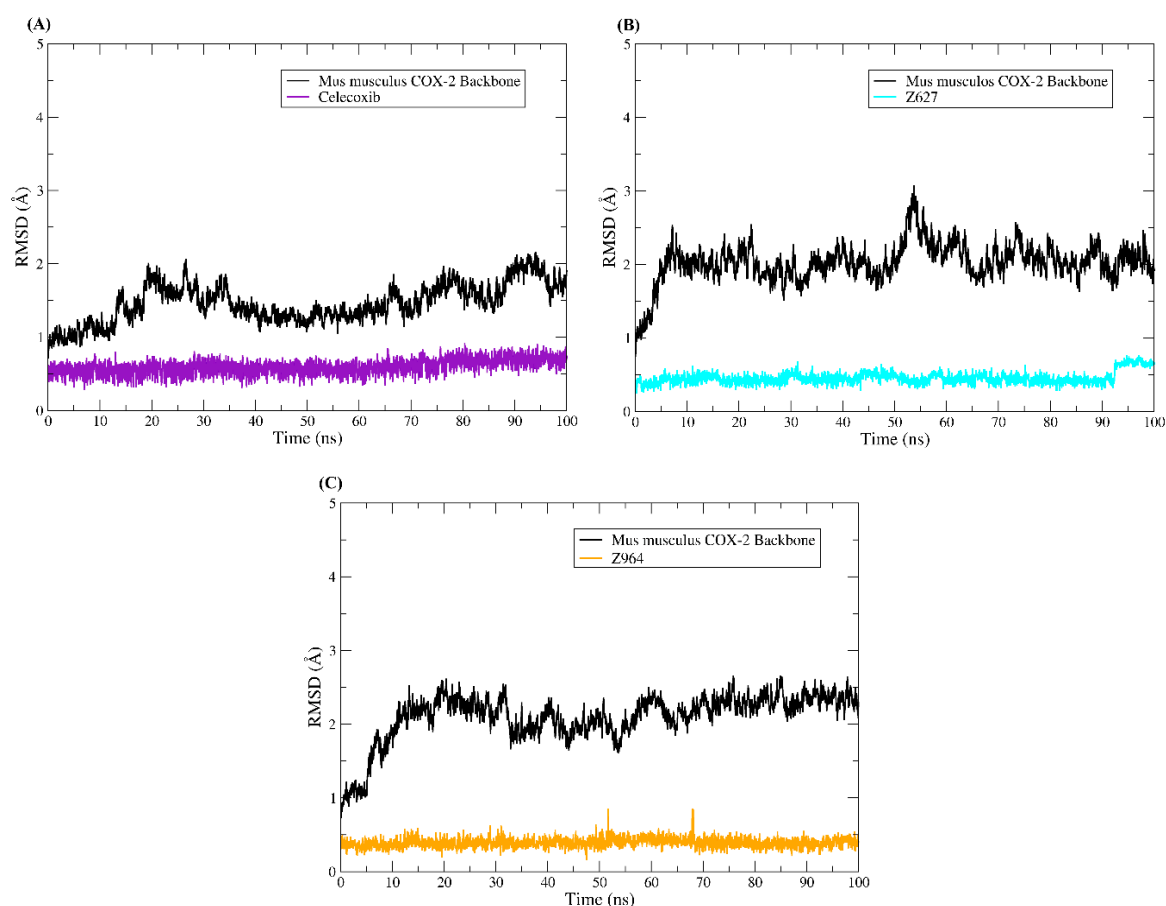 (A)
5
4
3
2
1
0
RMSD (Å)
Mus musculus COX-2 Backbone
Celecoxib
0 10 20 30 40 50 60 70 80 90 100
Time (ns)
(B)
5
4
3
2
1
0
RMSD (Å)
Mus musculos COX-2 Backbone
Z627
0 10 20 30 40 50 60 70 80 90 100
Time (ns)
(C)
5
4
3
2
1
0
RMSD (Å)
Mus musculus COX-2 Backbone
Z964
0 10 20 30 40 50 60 70 80 90 100
Time (ns)